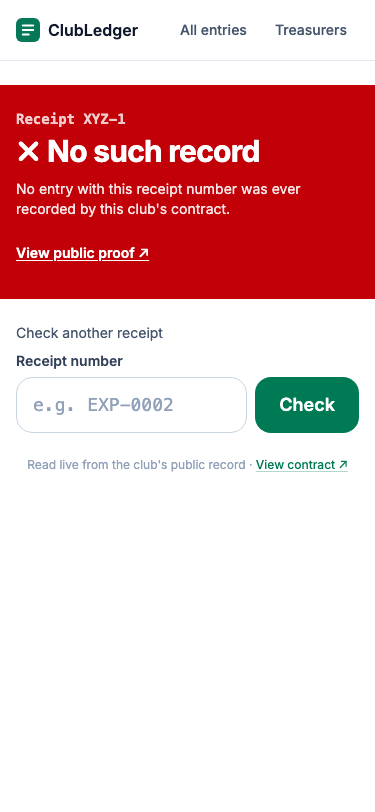 ClubLedger All entries Treasurers
Receipt XYZ-1
❌ No such record
No entry with this receipt number was ever
recorded by this club's contract.
View public proof ↗
Check another receipt
Receipt number
e.g. EXP-0002 Check
Read live from the club's public record · View contract ↗